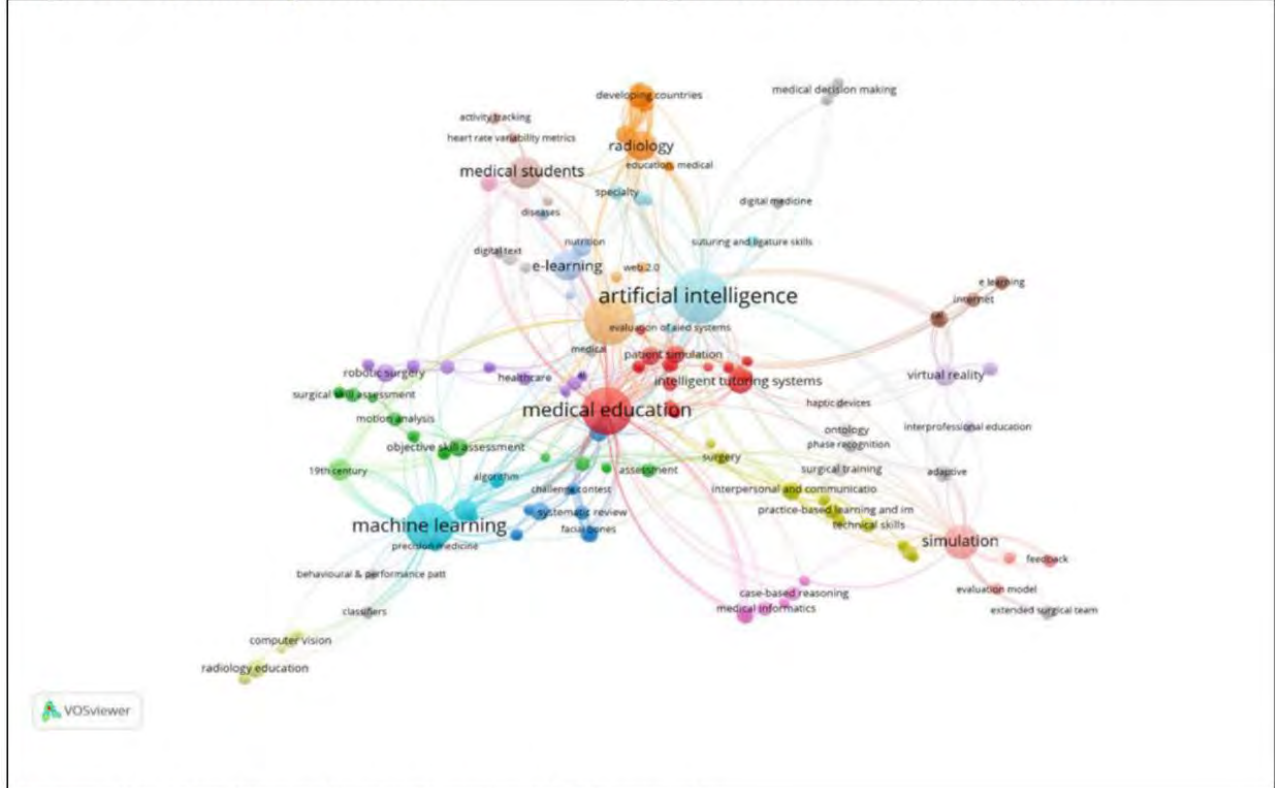 medical decision making
developing countries
activity tracking
heart rate variability metrics
radiology
education, medical
medical students
specialty
digital medicine
diseases
nutrition
suturing and ligature skills
digital text
e-learning
web 2.0
e learning
artificial intelligence
internet
evaluation of aied systems
medical
patient simulation
robotic surgery
healthcare
intelligent tutoring systems
virtual reality
surgical skill assessment
haptic devices
medical education
motion analysis
ontology
interprofessional education
objective skill assessment
phase recognition
surgery
19th century
assessment
surgical training
adaptive
algorithm
challenge contest
interpersonal and communicatio
systematic review
practice-based learning and im
machine learning
facial bones
technical skills
simulation
precision medicine
feedback
behavioural & performance patt
evaluation model
case-based reasoning
classifiers
medical informatics
extended surgical team
computer vision
radiology education
VOSviewer